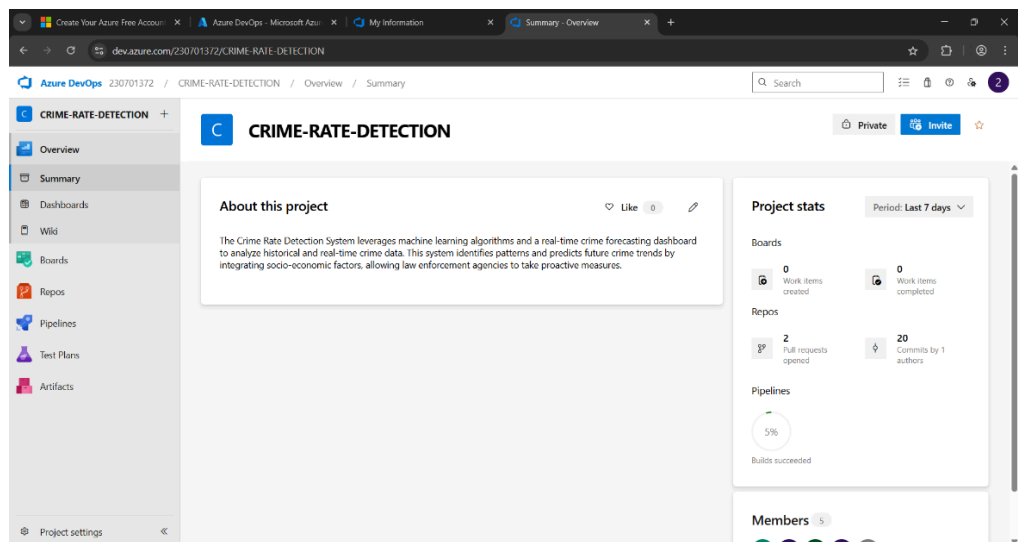 Create Your Azure Free Accoun
Azure DevOps - Microsoft Azur
My Information
Summary - Overview
dev.azure.com/230701372/CRIME-RATE-DETECTION
Azure DevOps 230701372 / CRIME-RATE-DETECTION / Overview / Summary
Search
2
C CRIME-RATE-DETECTION +
Overview
Summary
Dashboards
Wiki
Boards
Repos
Pipelines
Test Plans
Artifacts
Project settings
C CRIME-RATE-DETECTION
Private
Invite
About this project
Like 0
The Crime Rate Detection System leverages machine learning algorithms and a real-time crime forecasting dashboard
to analyze historical and real-time crime data. This system identifies patterns and predicts future crime trends by
integrating socio-economic factors, allowing law enforcement agencies to take proactive measures.
Project stats
Period: Last 7 days
Boards
0
Work items
created
0
Work items
completed
Repos
2
Pull requests
opened
20
Commits by 1
authors
Pipelines
5%
Builds succeeded
Members 5